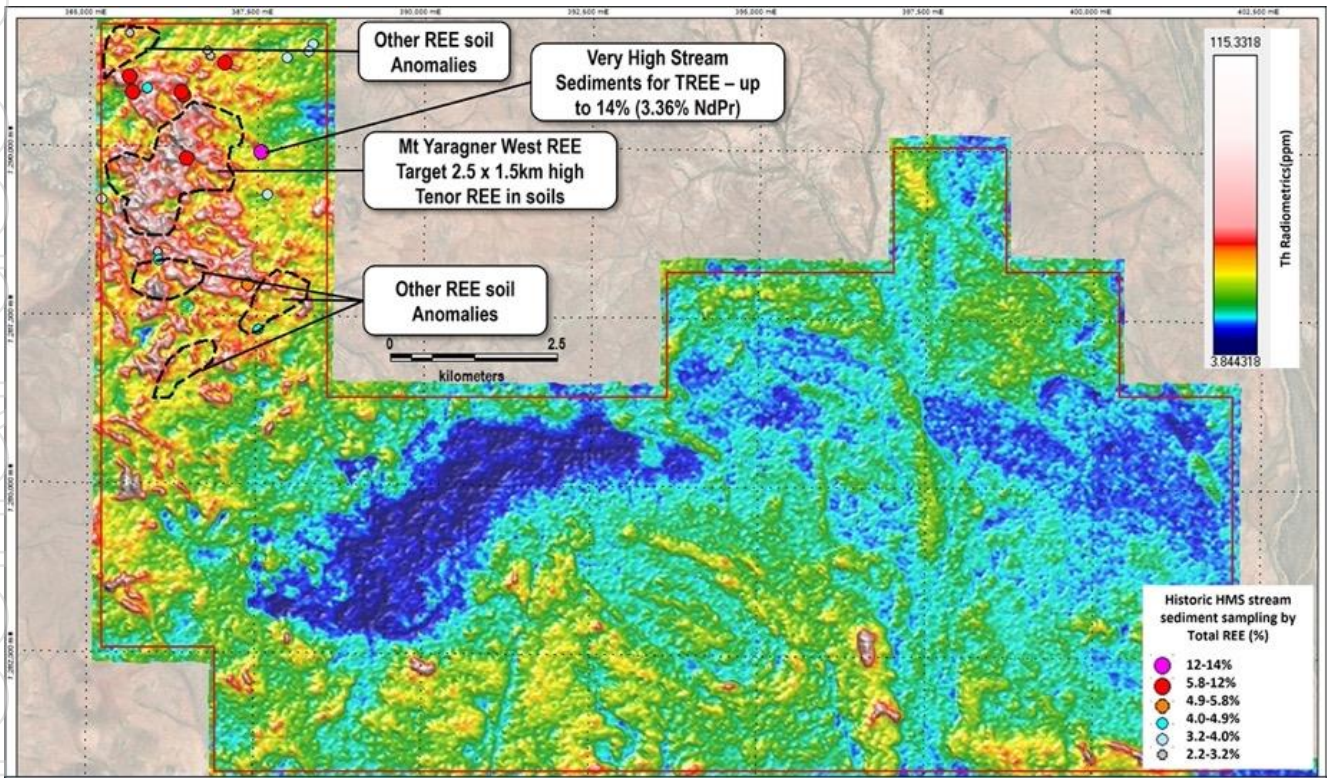 385,000 mE
387,500 mE
390,000 mE
392,500 mE
395,000 mE
397,500 mE
400,000 mE
402,500 mE
Other REE soil
Anomalies
Very High Stream
Sediments for TREE – up
to 14% (3.36% NdPr)
Mt Yaragner West REE
Target 2.5 x 1.5km high
Tenor REE in soils
Other REE soil
Anomalies
0
2.5
kilometers
115.3318
Th Radiometrics(ppm)
3.844318
Historic HMS stream
sediment sampling by
Total REE (%)
12-14%
5.8-12%
4.9-5.8%
4.0-4.9%
3.2-4.0%
2.2-3.2%